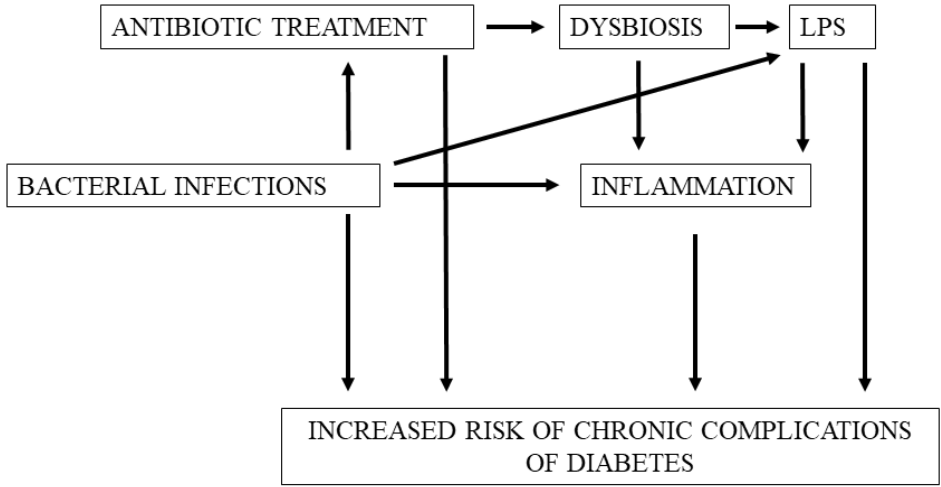 ANTIBIOTIC TREATMENT
DYSBIOSIS
LPS
BACTERIAL INFECTIONS
INFLAMMATION
INCREASED RISK OF CHRONIC COMPLICATIONS
OF DIABETES